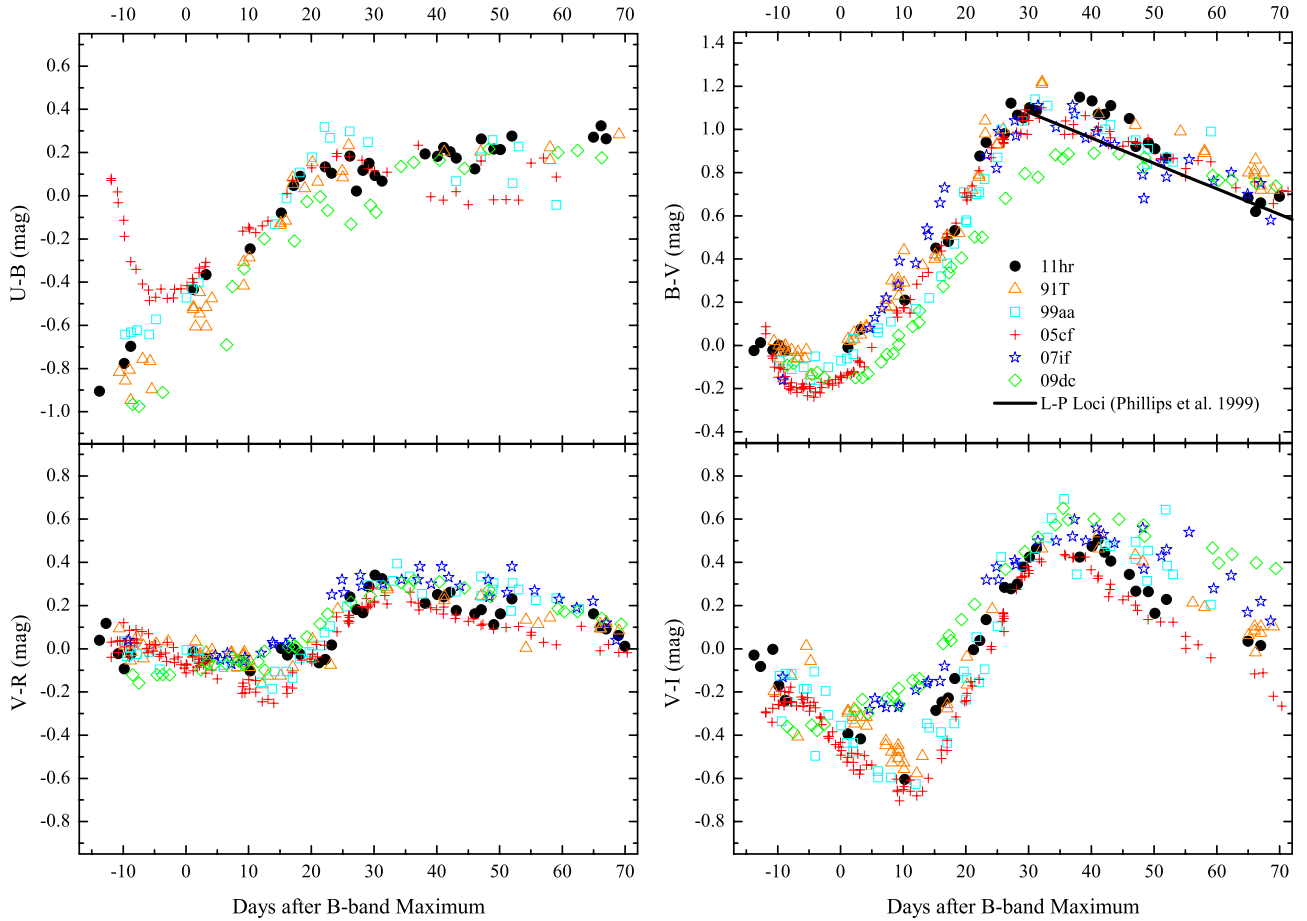 -10 0 10 20 30 40 50 60 70
-10 0 10 20 30 40 50 60 70
0.6
0.4
0.2
0.0
-0.2
-0.4
-0.6
-0.8
-1.0
U-B (mag)
1.4
1.2
1.0
0.8
0.6
0.4
0.2
0.0
-0.2
-0.4
B-V (mag)
11hr
91T
99aa
05cf
07if
09dc
L-P Loci (Phillips et al. 1999)
0.8
0.6
0.4
0.2
0.0
-0.2
-0.4
-0.6
-0.8
V-R (mag)
0.8
0.6
0.4
0.2
0.0
-0.2
-0.4
-0.6
-0.8
V-I (mag)
-10 0 10 20 30 40 50 60 70
-10 0 10 20 30 40 50 60 70
Days after B-band Maximum
Days after B-band Maximum